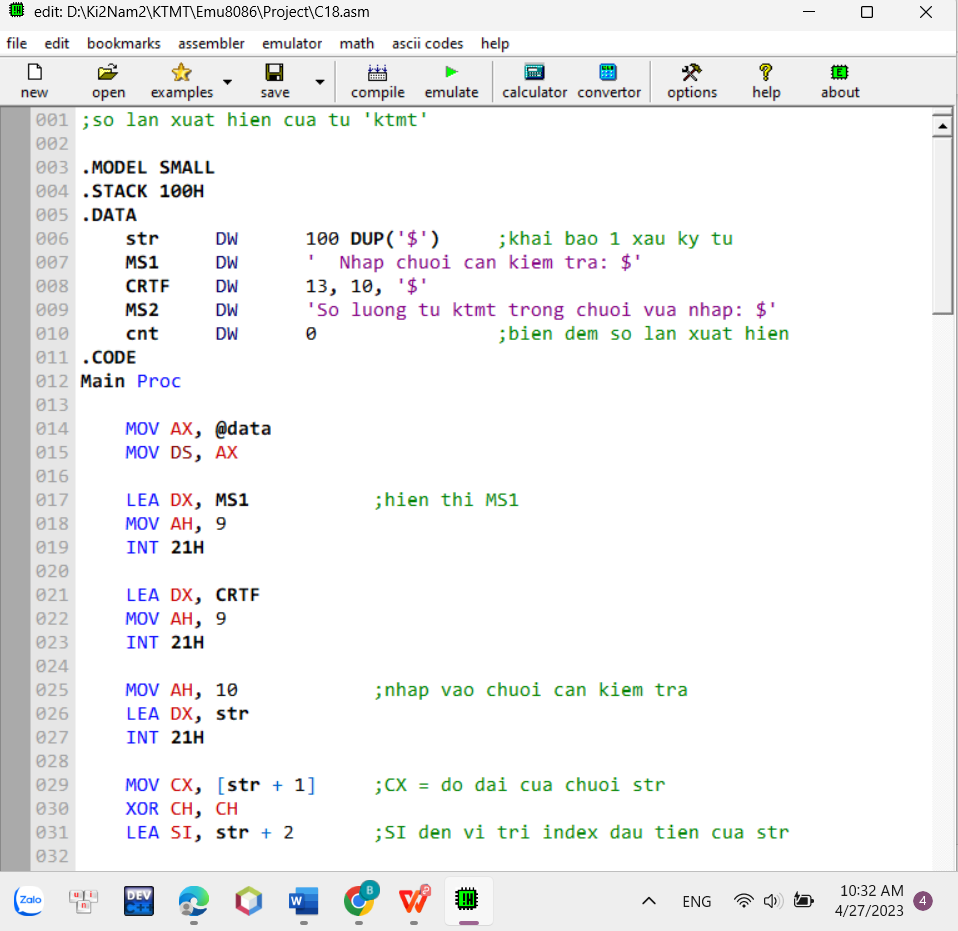 edit: D:\Ki2Nam2\KTMT\Emu8086\Project\C18.asm
file edit bookmarks assembler emulator math ascii codes help
new open examples save compile emulate calculator convertor options help about
001 ;so lan xuat hien cua tu 'ktmt'
002
003 .MODEL SMALL
004 .STACK 100H
005 .DATA
006 str DW 100 DUP('$') ;khai bao 1 xau ky tu
007 MS1 DW '  Nhap chuoi can kiem tra: $'
008 CRTF DW 13, 10, '$'
009 MS2 DW 'So luong tu ktmt trong chuoi vua nhap: $'
010 cnt DW 0 ;bien dem so lan xuat hien
011 .CODE
012 Main Proc
013
014 MOV AX, @data
015 MOV DS, AX
016
017 LEA DX, MS1 ;hien thi MS1
018 MOV AH, 9
019 INT 21H
020
021 LEA DX, CRTF
022 MOV AH, 9
023 INT 21H
024
025 MOV AH, 10 ;nhap vao chuoi can kiem tra
026 LEA DX, str
027 INT 21H
028
029 MOV CX, [str + 1] ;CX = do dai cua chuoi str
030 XOR CH, CH
031 LEA SI, str + 2 ;SI den vi tri index dau tien cua str
032
Zalo
u i n
DEV C++
W
B
W
ENG
10:32 AM
4/27/2023
4